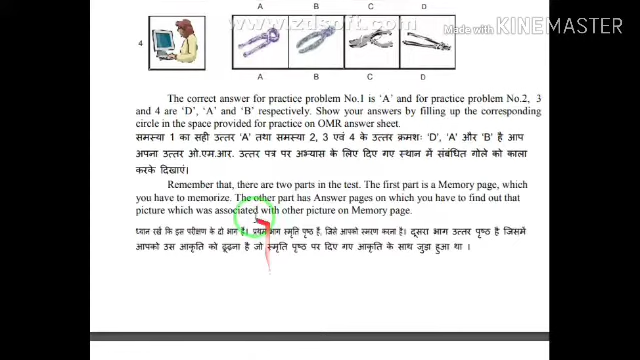 A B C D
www.zdsoft.com
Made with KINEMASTER
4
A B C D
The correct answer for practice problem No.1 is ‘A’ and for practice problem No.2, 3
and 4 are ‘D’, ‘A’ and ‘B’ respectively. Show your answers by filling up the corresponding
circle in the space provided for practice on OMR answer sheet.
समस्या 1 का सही उत्तर ‘A’ तथा समस्या 2, 3 एवं 4 के उत्तर क्रमशः ‘D’, ‘A’ और ‘B’ है आप
अपना उत्तर ओ.एम.आर. उत्तर पत्र पर अभ्यास के लिए दिए गए स्थान में संबंधित गोले को काला
करके दिखाएं।
Remember that, there are two parts in the test. The first part is a Memory page, which
you have to memorize. The other part has Answer pages on which you have to find out that
picture which was associated with other picture on Memory page.
ध्यान रखें कि इस परीक्षण के दो भाग है। प्रथम भाग स्मृति पृष्ठ है, जिसे आपको स्मरण करना है। दूसरा भाग उत्तर पृष्ठ है जिसमें
आपको उस आकृति को ढूढ़ना है जो स्मृति पृष्ठ पर दिए गए आकृति के साथ जुड़ा हुआ था ।